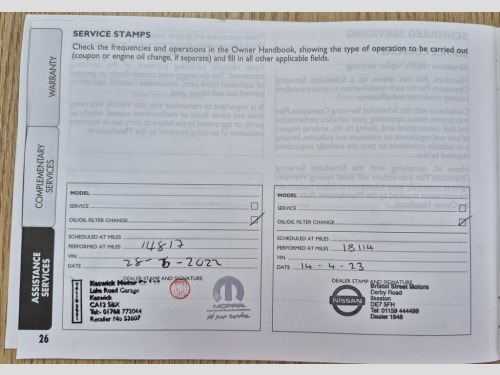 SERVICE STAMPS
Check the frequencies and operations in the Owner Handbook, showing the type of operation to be carried out
(coupon or engine oil change, if separate) and fill in all other applicable fields.
WARRANTY
COMPLEMENTARY
SERVICES
ASSISTANCE
SERVICES
MODEL
SERVICE
OIL/OIL FILTER CHANGE
SCHEDULED AT MILES
PERFORMED AT MILES 14817
VIN
DATE 28-6-2022
DEALER STAMP AND SIGNATURE
Keswick Motor
Lake Road Garage
Keswick
CA12 5BX
Tel:- 01768 772064
Retailer No
MOPAR
at your service
MODEL
SERVICE
OIL/OIL FILTER CHANGE
SCHEDULED AT MILES
PERFORMED AT MILES 18114
VIN
DATE 14-4-23
DEALER STAMP AND SIGNATURE
NISSAN
Bristol Street Motors
Derby Road
Ilkeston
DE7 5FH
Tel: 01159 444499
Dealer 1648
26